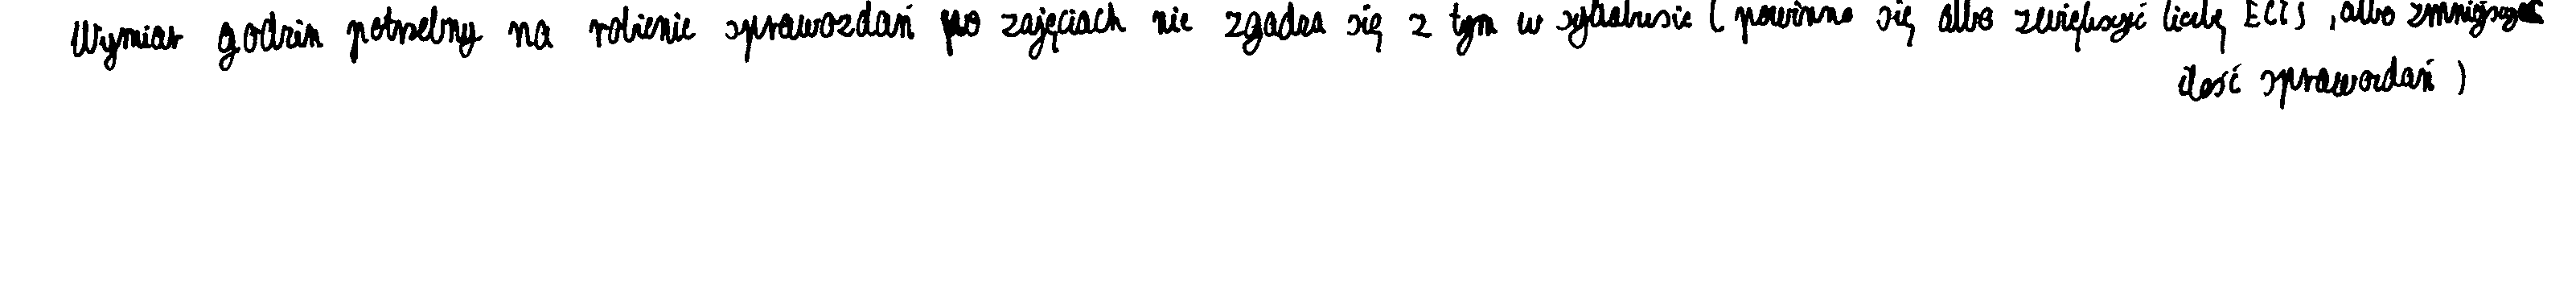 Wymiar godzin potrzebny na robienie sprawozdań po zajęciach nie zgadza się z tym w sylabusie (powinno się albo zwiększyć liczbę ECTS, albo zmniejszyć
ilość sprawozdań)